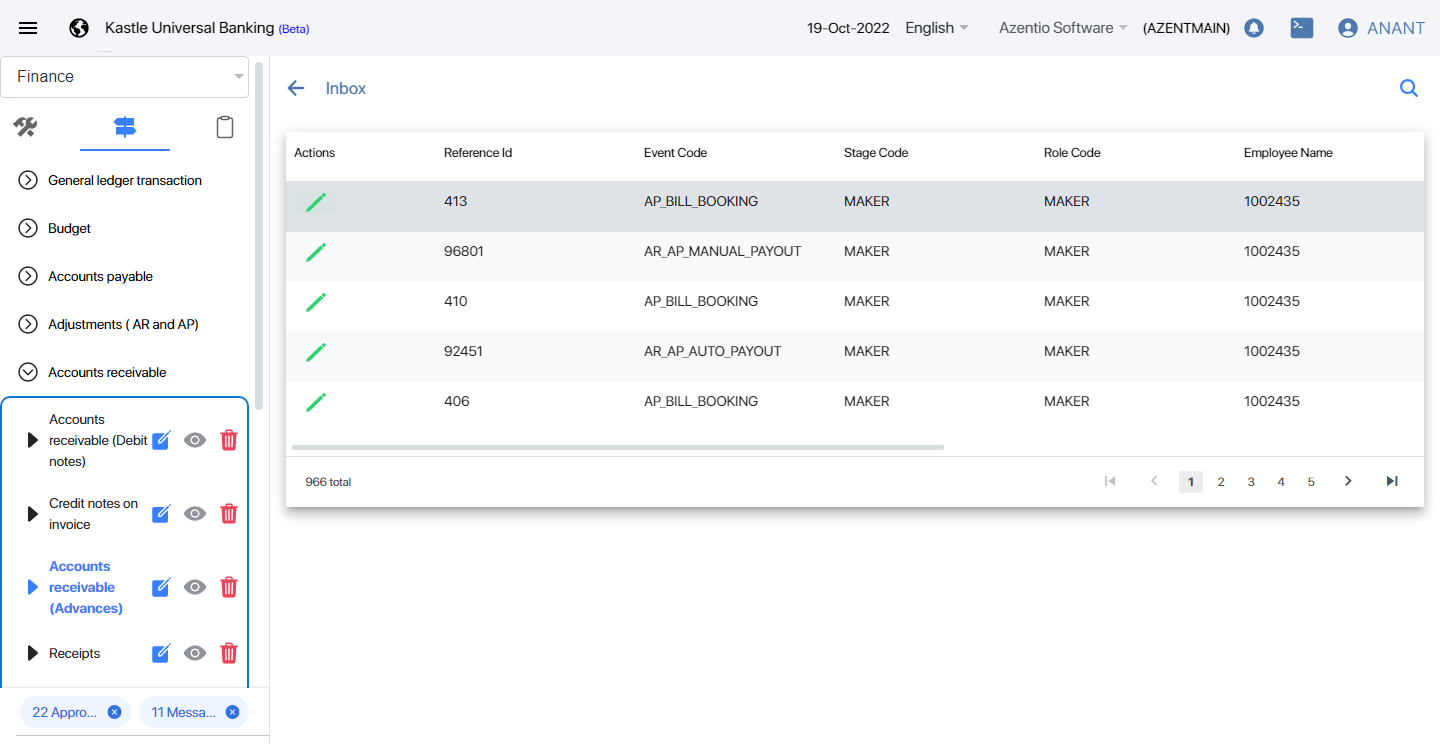 Kastle Universal Banking (Beta) 19-Oct-2022 English Azentio Software (AZENTMAIN) ANANT
Finance
General ledger transaction
Budget
Accounts payable
Adjustments ( AR and AP)
Accounts receivable
Accounts
receivable (Debit
notes)
Credit notes on
invoice
Accounts
receivable
(Advances)
Receipts
22 Appro... 11 Messa...
Inbox
Actions Reference Id Event Code Stage Code Role Code Employee Name
413 AP_BILL_BOOKING MAKER MAKER 1002435
96801 AR_AP_MANUAL_PAYOUT MAKER MAKER 1002435
410 AP_BILL_BOOKING MAKER MAKER 1002435
92451 AR_AP_AUTO_PAYOUT MAKER MAKER 1002435
406 AP_BILL_BOOKING MAKER MAKER 1002435
966 total 1 2 3 4 5